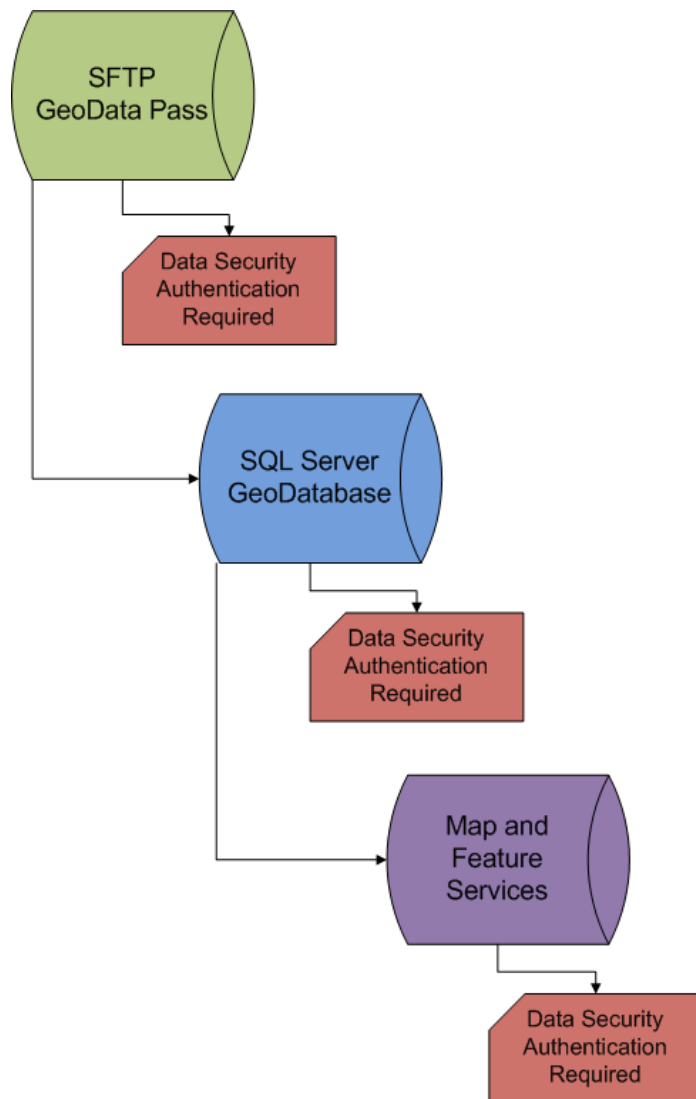 SFTP
GeoData Pass
Data Security
Authentication
Required
SQL Server
GeoDatabase
Data Security
Authentication
Required
Map and
Feature
Services
Data Security
Authentication
Required